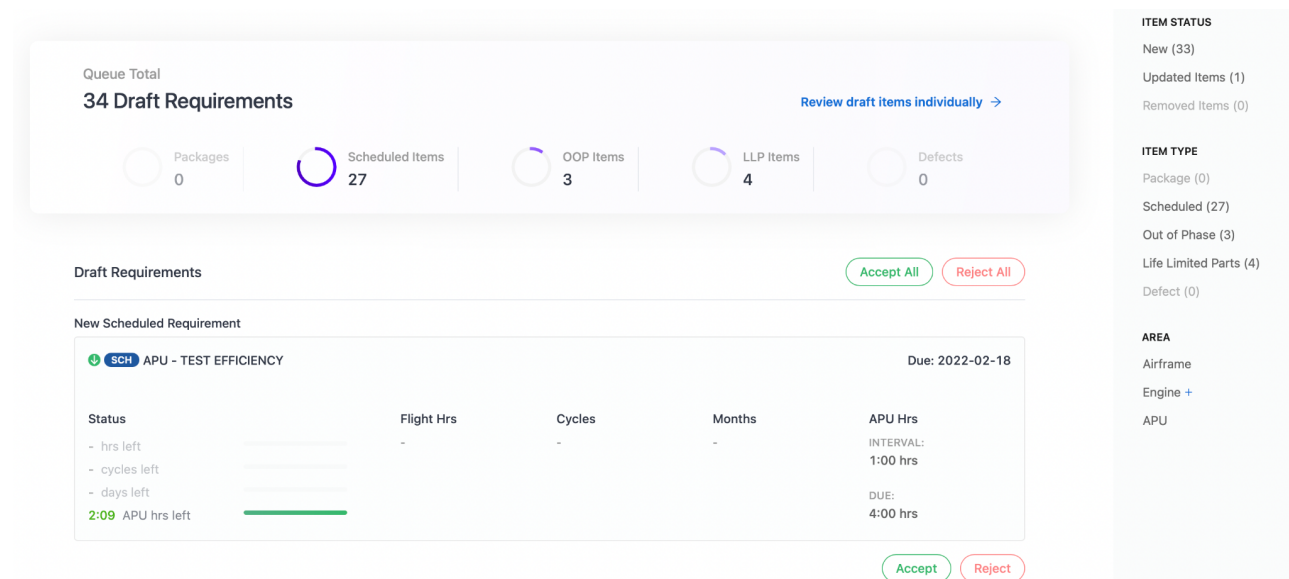 Queue Total
34 Draft Requirements
Review draft items individually →
Packages
0
Scheduled Items
27
OOP Items
3
LLP Items
4
Defects
0
Draft Requirements
Accept All
Reject All
New Scheduled Requirement
SCH APU - TEST EFFICIENCY
Due: 2022-02-18
Status
- hrs left
- cycles left
- days left
2:09 APU hrs left
Flight Hrs
-
Cycles
-
Months
-
APU Hrs
INTERVAL:
1:00 hrs
DUE:
4:00 hrs
Accept
Reject
ITEM STATUS
New (33)
Updated Items (1)
Removed Items (0)
ITEM TYPE
Package (0)
Scheduled (27)
Out of Phase (3)
Life Limited Parts (4)
Defect (0)
AREA
Airframe
Engine +
APU